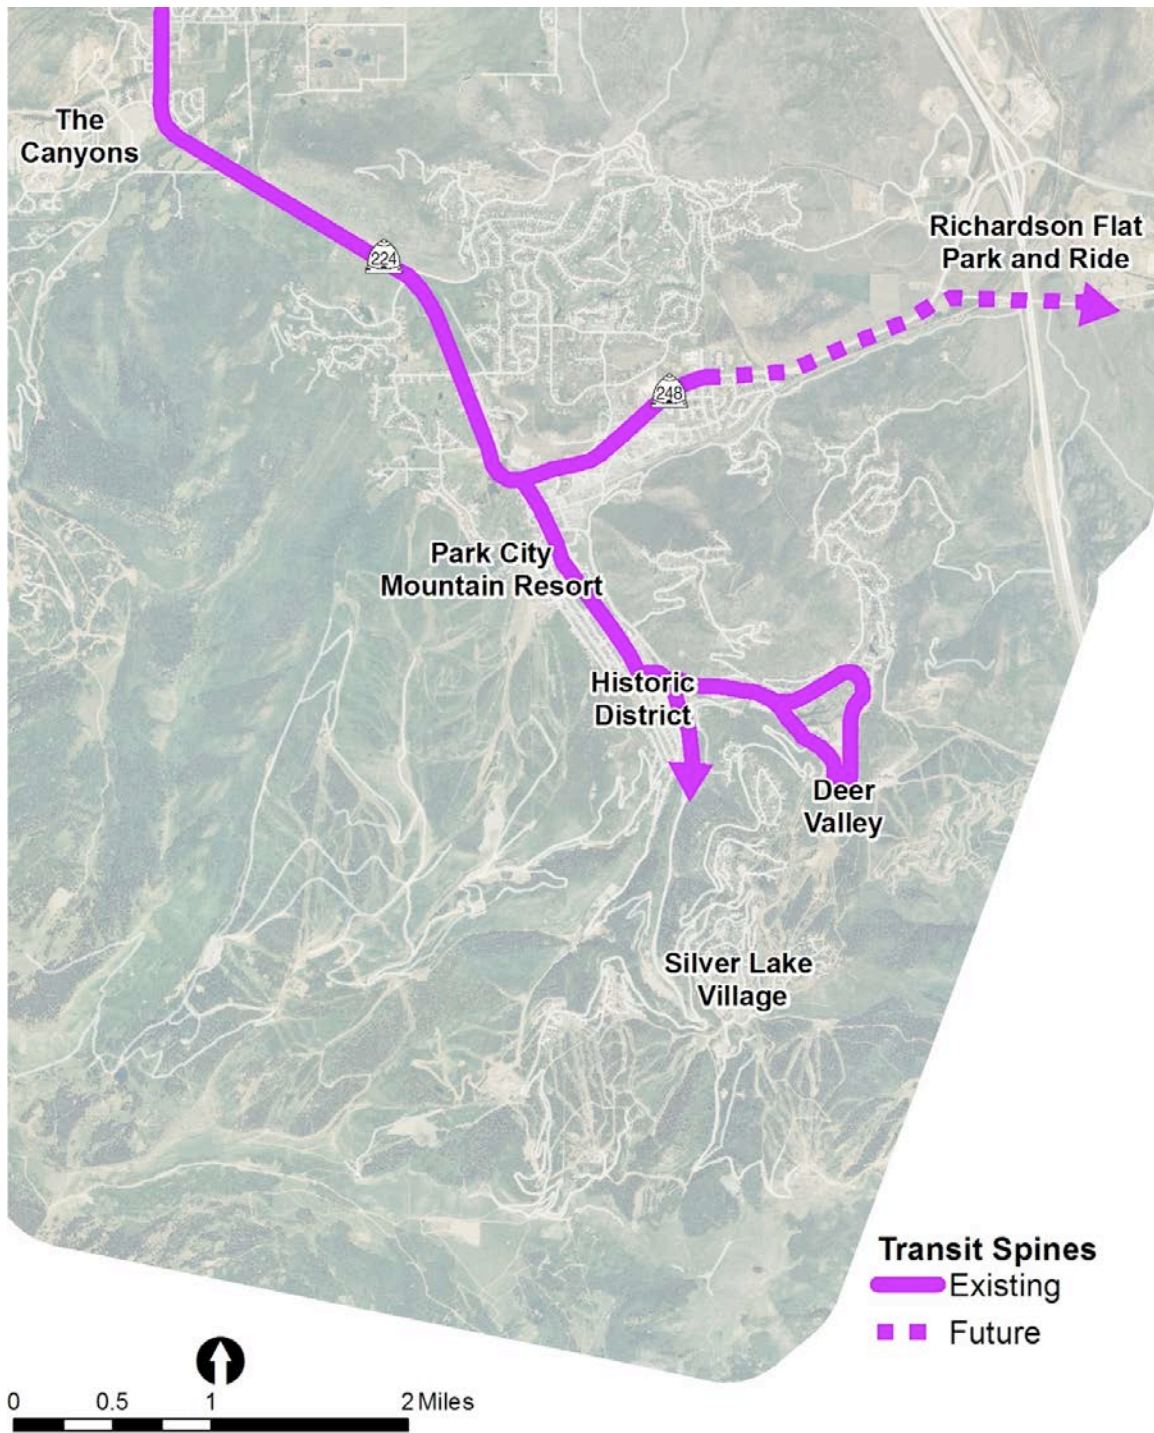 The
Canyons
224
Richardson Flat
Park and Ride
248
Park City
Mountain Resort
Historic
District
Deer
Valley
Silver Lake
Village
Transit Spines
Existing
Future
0 0.5 1 2 Miles